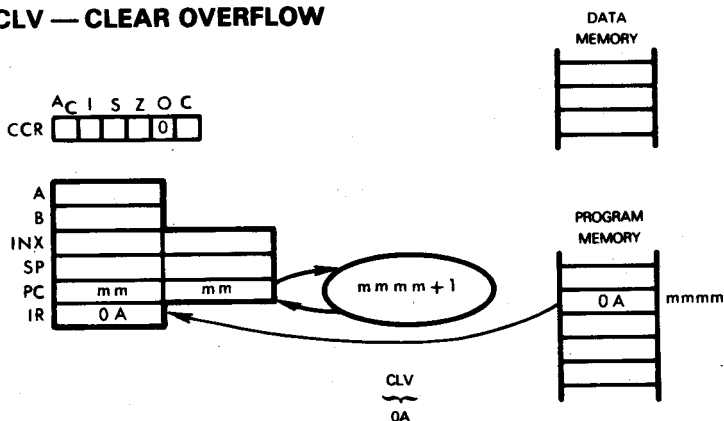 CLV — CLEAR OVERFLOW
DATA
MEMORY
AC I S Z O C
CCR 0
A
B
INX
SP
PC mm mm
IR 0A
mmmm+1
PROGRAM
MEMORY
0A mmmm
CLV
0A